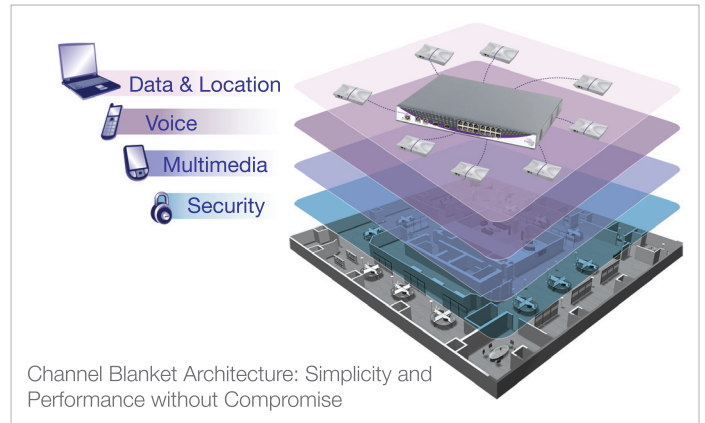 Data & Location
Voice
Multimedia
Security
Channel Blanket Architecture: Simplicity and
Performance without Compromise